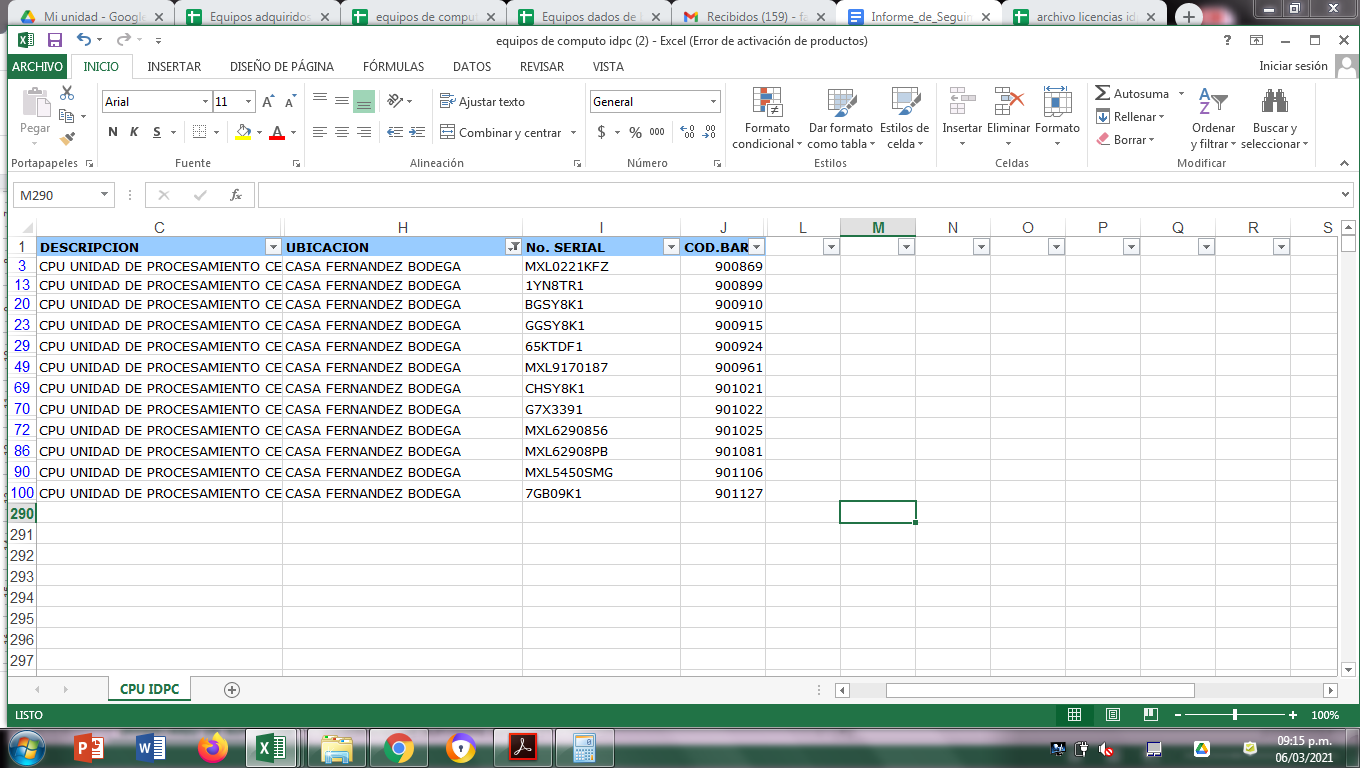 Mi unidad - Google
Equipos adquiridos
equipos de comput
Equipos dados de
Recibidos (159) - fa
Informe_de_Seguim
archivo licencias id
equipos de computo idpc (2) - Excel (Error de activación de productos)
ARCHIVO INICIO INSERTAR DISEÑO DE PÁGINA FÓRMULAS DATOS REVISAR VISTA Iniciar sesión
Pegar
Arial 11
N K S
Ajustar texto
Combinar y centrar
General
$ % 000
Formato condicional
Dar formato como tabla
Estilos de celda
Insertar Eliminar Formato
Autosuma
Rellenar
Borrar
Ordenar y filtrar
Buscar y seleccionar
Portapapeles Fuente Alineación Número Estilos Celdas Modificar
M290 fx
C H I J L M N O P Q R S
1 DESCRIPCION UBICACION No. SERIAL COD.BAR
3 CPU UNIDAD DE PROCESAMIENTO CE CASA FERNANDEZ BODEGA MXL0221KFZ 900869
13 CPU UNIDAD DE PROCESAMIENTO CE CASA FERNANDEZ BODEGA 1YN8TR1 900899
20 CPU UNIDAD DE PROCESAMIENTO CE CASA FERNANDEZ BODEGA BGSY8K1 900910
23 CPU UNIDAD DE PROCESAMIENTO CE CASA FERNANDEZ BODEGA GGSY8K1 900915
29 CPU UNIDAD DE PROCESAMIENTO CE CASA FERNANDEZ BODEGA 65KTDF1 900924
49 CPU UNIDAD DE PROCESAMIENTO CE CASA FERNANDEZ BODEGA MXL9170187 900961
69 CPU UNIDAD DE PROCESAMIENTO CE CASA FERNANDEZ BODEGA CHSY8K1 901021
70 CPU UNIDAD DE PROCESAMIENTO CE CASA FERNANDEZ BODEGA G7X3391 901022
72 CPU UNIDAD DE PROCESAMIENTO CE CASA FERNANDEZ BODEGA MXL6290856 901025
86 CPU UNIDAD DE PROCESAMIENTO CE CASA FERNANDEZ BODEGA MXL62908PB 901081
90 CPU UNIDAD DE PROCESAMIENTO CE CASA FERNANDEZ BODEGA MXL5450SMG 901106
100 CPU UNIDAD DE PROCESAMIENTO CE CASA FERNANDEZ BODEGA 7GB09K1 901127
290
291
292
293
294
295
296
297
CPU IDPC
LISTO 100%
09:15 p.m.
06/03/2021